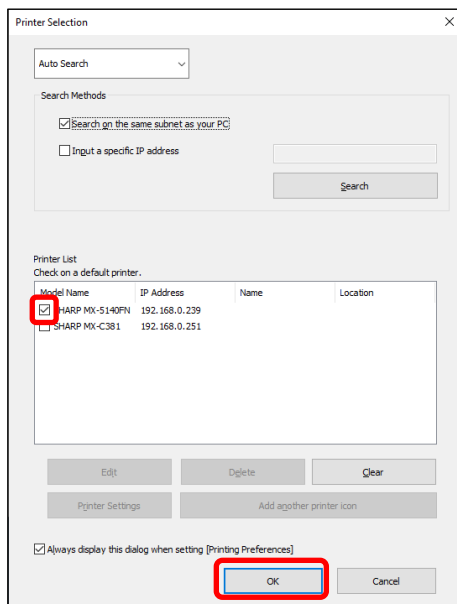 Printer Selection
Auto Search
Search Methods
Search on the same subnet as your PC
Input a specific IP address
Search
Printer List
Check on a default printer.
Model Name IP Address Name Location
SHARP MX-5140FN 192.168.0.239
SHARP MX-C381 192.168.0.251
Edit Delete Clear
Printer Settings Add another printer icon
Always display this dialog when setting [Printing Preferences]
OK Cancel